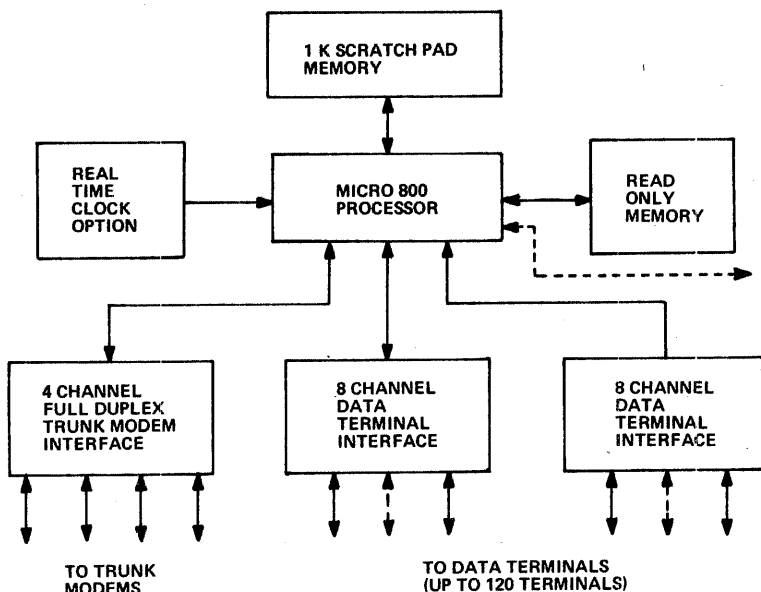 1 K SCRATCH PAD
MEMORY
REAL
TIME
CLOCK
OPTION
MICRO 800
PROCESSOR
READ
ONLY
MEMORY
4 CHANNEL
FULL DUPLEX
TRUNK MODEM
INTERFACE
8 CHANNEL
DATA
TERMINAL
INTERFACE
8 CHANNEL
DATA
TERMINAL
INTERFACE
TO TRUNK
MODEMS
TO DATA TERMINALS
(UP TO 120 TERMINALS)